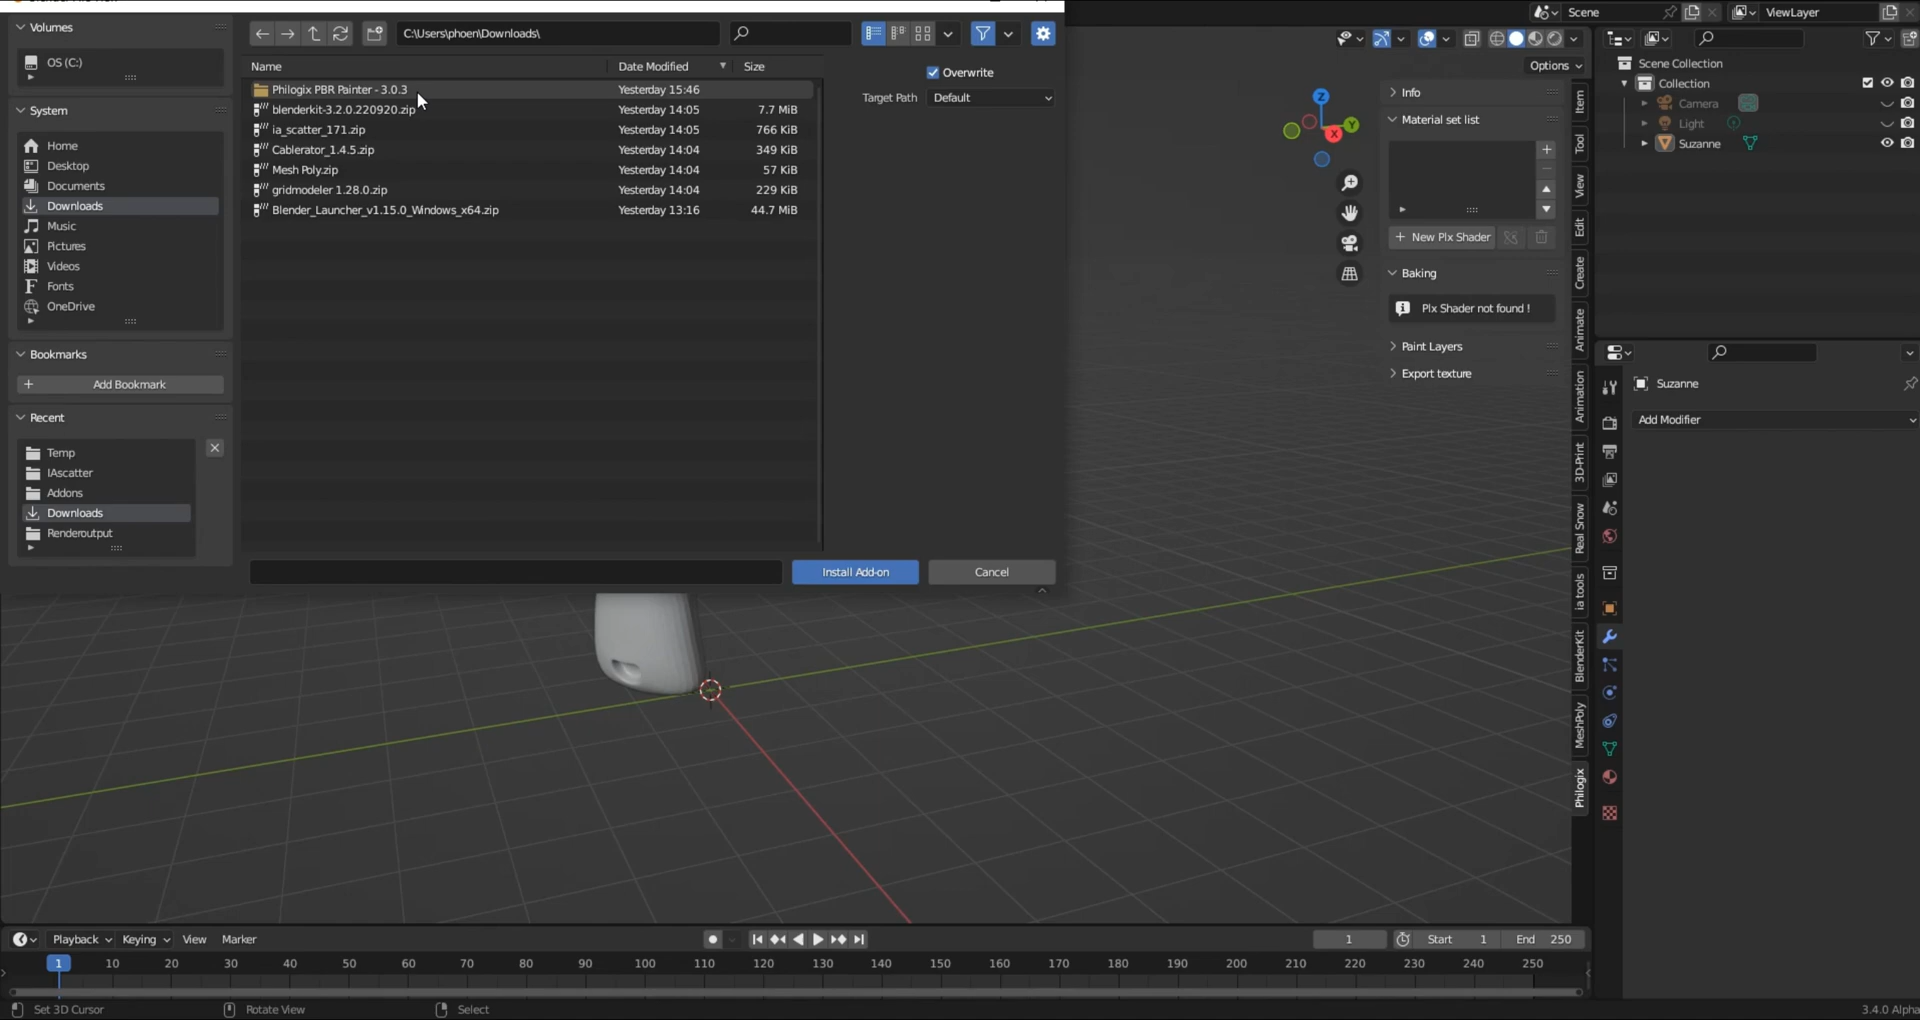 Volumes
OS (C:)
System
Home
Desktop
Documents
Downloads
Music
Pictures
Videos
Fonts
OneDrive
Bookmarks
Add Bookmark
Recent
Temp
IAscatter
Addons
Downloads
Renderoutput
C:\Users\phoen\Downloads\
Name Date Modified Size
Philogix PBR Painter - 3.0.3 Yesterday 15:46
blenderkit-3.2.0.220920.zip Yesterday 14:05 7.7 MiB
ia_scatter_171.zip Yesterday 14:05 766 KiB
Cablerator_1.4.5.zip Yesterday 14:04 349 KiB
Mesh Poly.zip Yesterday 14:04 57 KiB
gridmodeler 1.28.0.zip Yesterday 14:04 229 KiB
Blender_Launcher_v1.15.0_Windows_x64.zip Yesterday 13:16 44.7 MiB
Overwrite
Target Path Default
Install Add-on Cancel
Z
Y
X
Options
Info
Material set list
New Plx Shader
Baking
Plx Shader not found !
Paint Layers
Export texture
Item
Tool
View
Edit
Create
Animate
Animation
3D-Print
Real Snow
ia tools
BlenderKit
MeshPoly
Philogix
Scene ViewLayer
Scene Collection
Collection
Camera
Light
Suzanne
Suzanne
Add Modifier
Playback Keying View Marker 1 Start 1 End 250
1 10 20 30 40 50 60 70 80 90 100 110 120 130 140 150 160 170 180 190 200 210 220 230 240 250
Set 3D Cursor Rotate View Select 3.4.0 Alpha